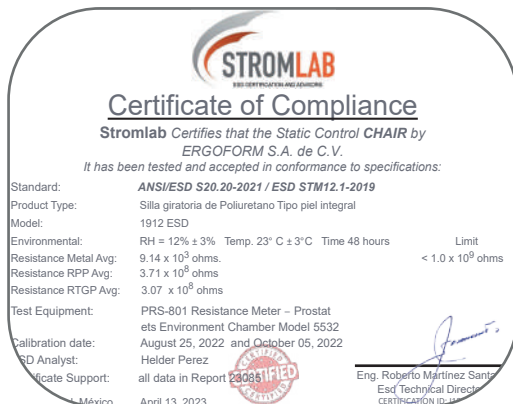 STROMLAB
ESD CERTIFICATION AND ADVISORS
Certificate of Compliance
Stromlab Certifies that the Static Control CHAIR by
ERGOFORM S.A. de C.V.
It has been tested and accepted in conformance to specifications:
Standard: ANSI/ESD S20.20-2021 / ESD STM12.1-2019
Product Type: Silla giratoria de Poliuretano Tipo piel integral
Model: 1912 ESD
Environmental: RH = 12% ± 3% Temp. 23° C ± 3°C Time 48 hours Limit
Resistance Metal Avg: 9.14 x 10³ ohms. < 1.0 x 10⁹ ohms
Resistance RPP Avg: 3.71 x 10⁸ ohms
Resistance RTGP Avg: 3.07 x 10⁸ ohms
Test Equipment: PRS-801 Resistance Meter – Prostat
ets Environment Chamber Model 5532
Calibration date: August 25, 2022 and October 05, 2022
SD Analyst: Helder Perez
ificate Support: all data in Report 23085
CERTIFIED
CERTIFIED
CERTIFIED
Eng. Roberto Martínez Santa
Esd Technical Directo
México April 13, 2023
CERTIFICATION ID: